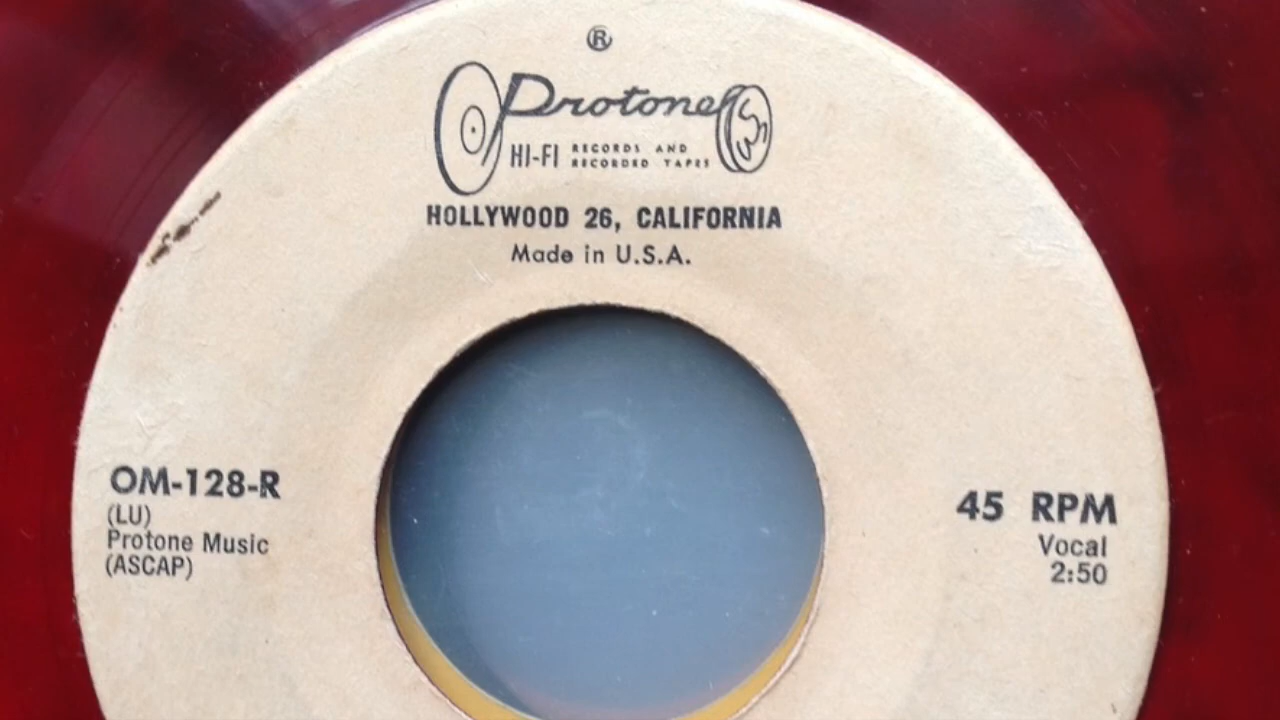 ®
Protone
HI-FI RECORDS AND
RECORDED TAPES
HOLLYWOOD 26, CALIFORNIA
Made in U.S.A.
OM-128-R
(LU)
Protone Music
(ASCAP)
45 RPM
Vocal
2:50